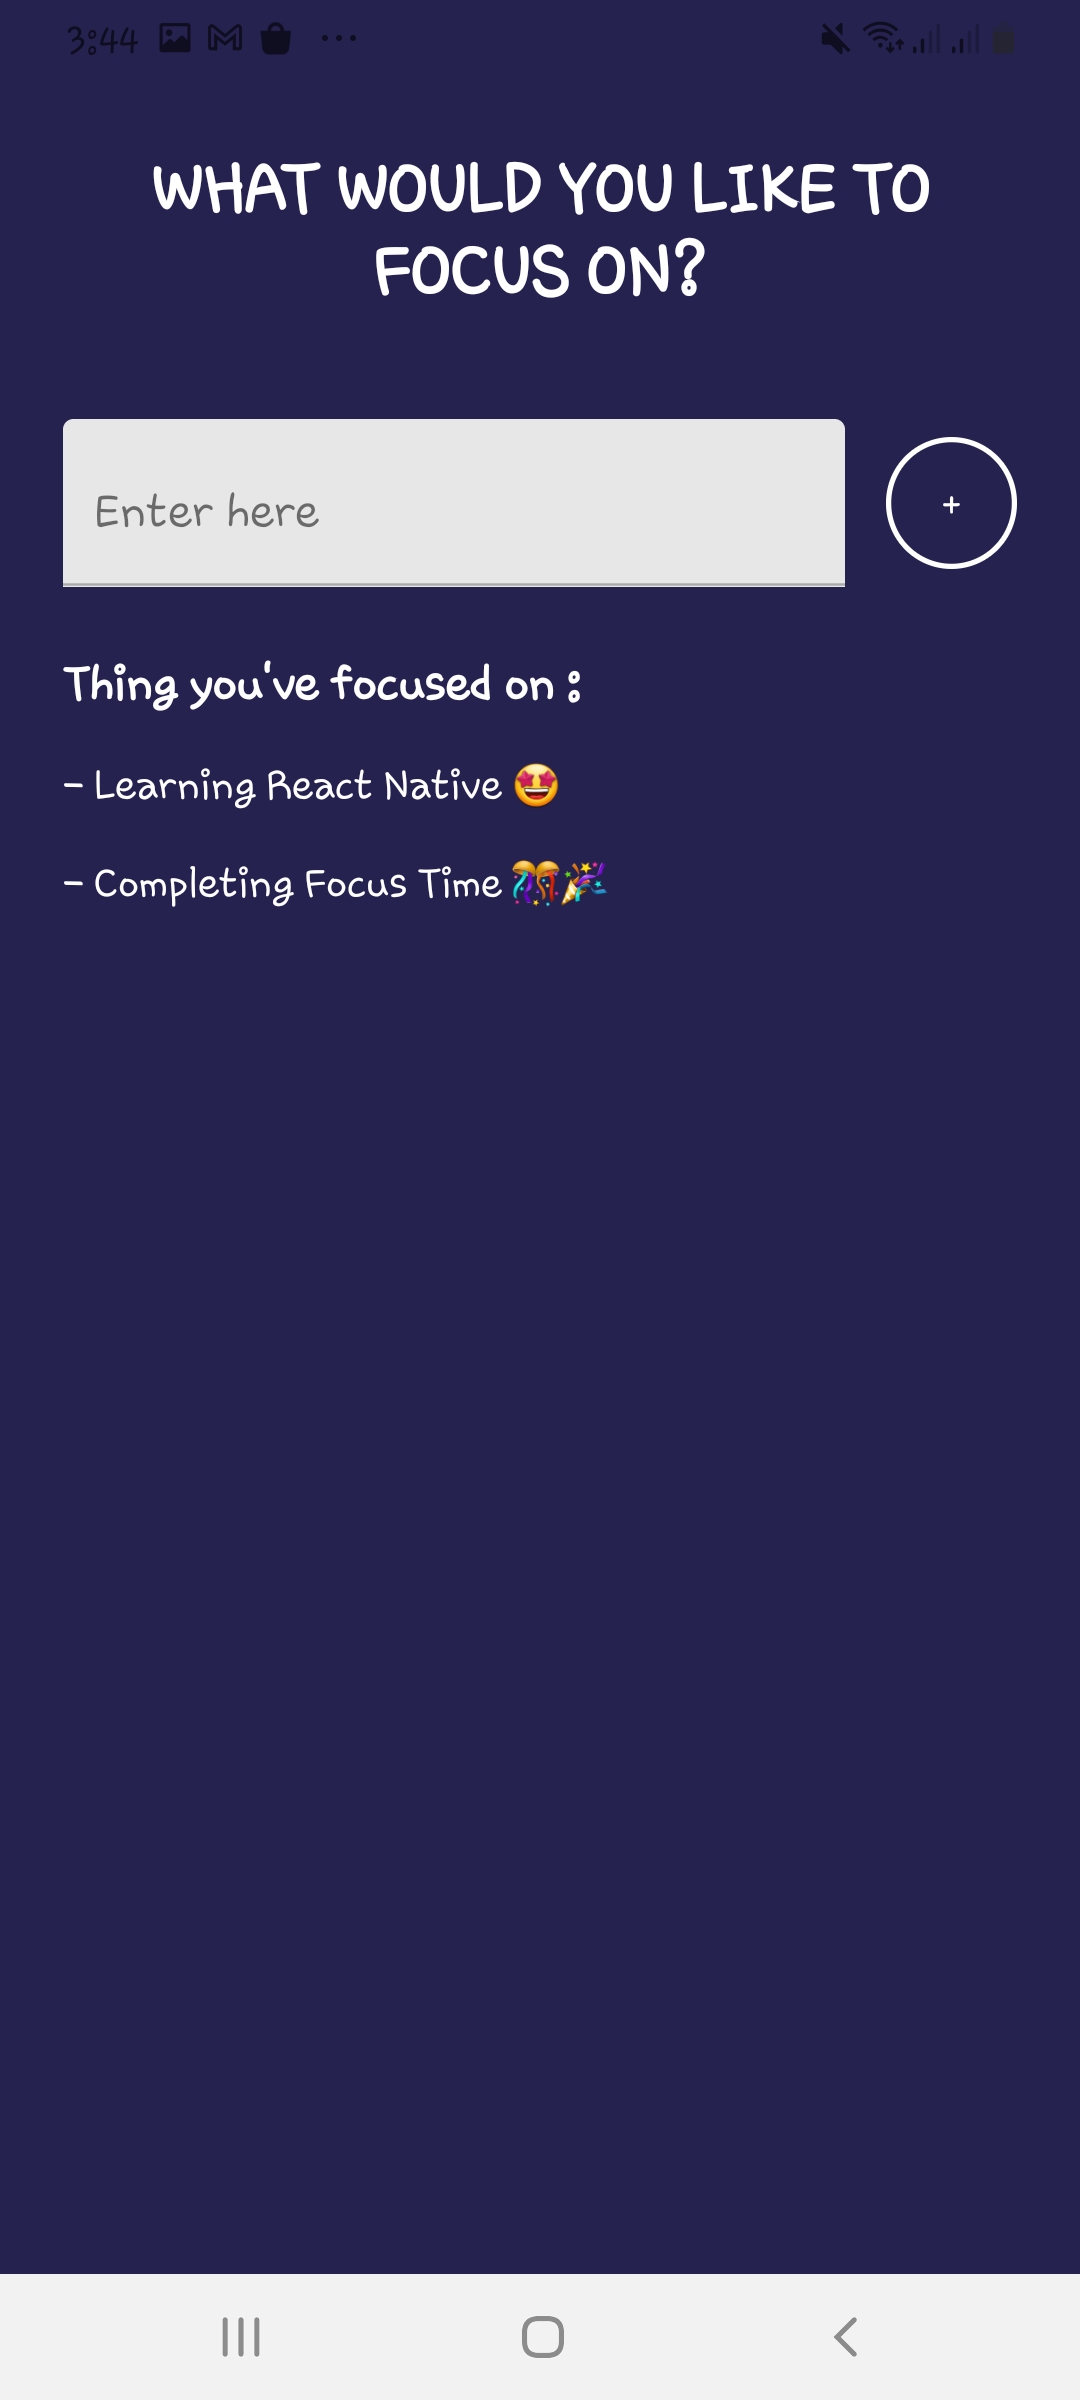 3:44
WHAT WOULD YOU LIKE TO
FOCUS ON?
Enter here
+
Thing you've focused on :
- Learning React Native 🤩
- Completing Focus Time 🎊🎉